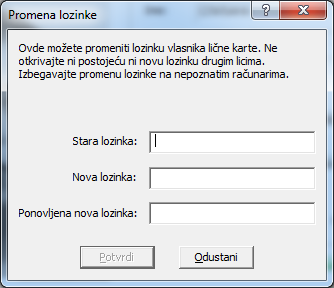 Promena lozinke
Ovde možete promeniti lozinku vlasnika lične karte. Ne
otkrivajte ni postojeću ni novu lozinku drugim licima.
Izbegavajte promenu lozinke na nepoznatim računarima.
Stara lozinka:
Nova lozinka:
Ponovljena nova lozinka:
Potvrdi
Odustani